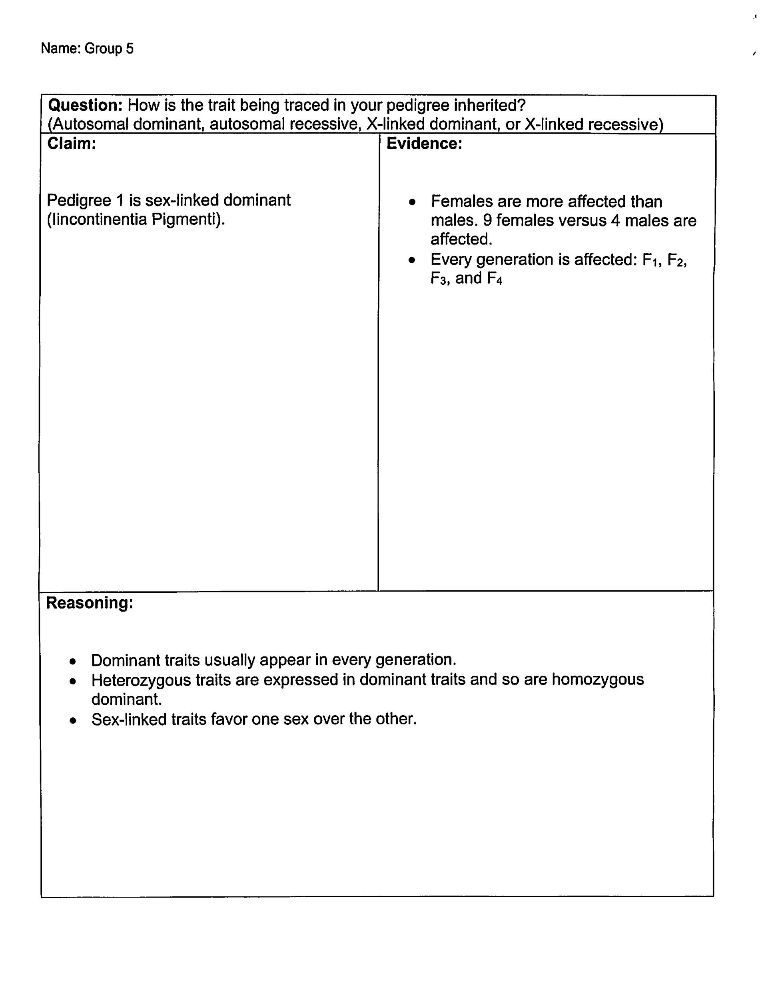 Name: Group 5
Question: How is the trait being traced in your pedigree inherited?
(Autosomal dominant, autosomal recessive, X-linked dominant, or X-linked recessive)
Claim:
Pedigree 1 is sex-linked dominant
(Iincontinentia Pigmenti).
Evidence:
• Females are more affected than
males. 9 females versus 4 males are
affected.
• Every generation is affected: F₁, F₂,
F₃, and F₄
Reasoning:
• Dominant traits usually appear in every generation.
• Heterozygous traits are expressed in dominant traits and so are homozygous
dominant.
• Sex-linked traits favor one sex over the other.